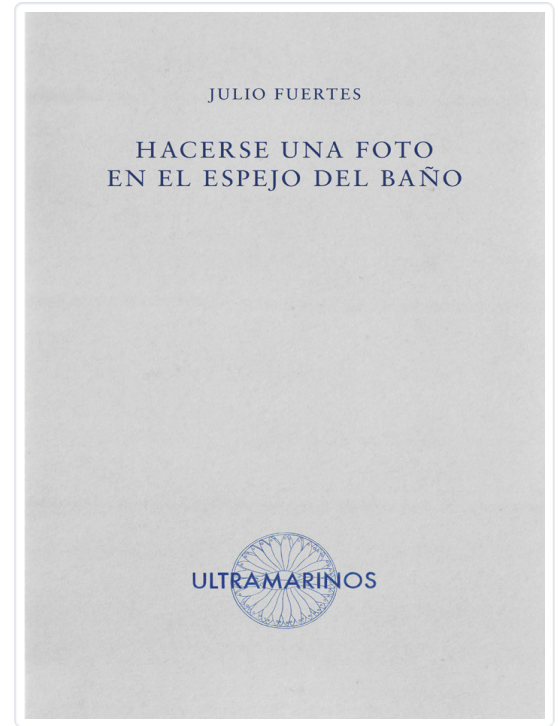 JULIO FUERTES
HACERSE UNA FOTO
EN EL ESPEJO DEL BAÑO
ULTRAMARINOS